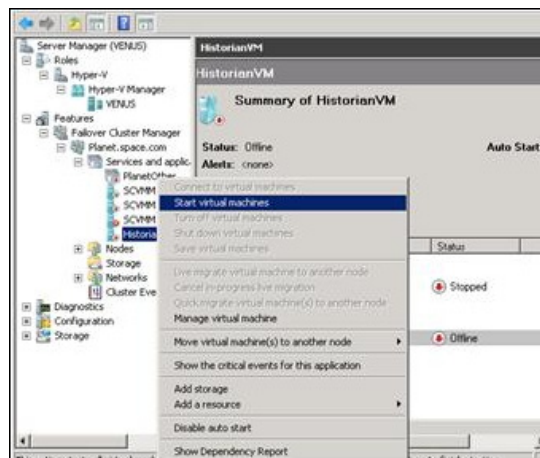 Server Manager (VENUS)
Roles
Hyper-V
Hyper-V Manager
VENUS
Features
Failover Cluster Manager
Planet.space.com
Services and applic
PlanetOther
SCVMM
SCVMM
SCVMM
Historia
Nodes
Storage
Networks
Cluster Eve
Diagnostics
Configuration
Storage
HistorianVM
HistorianVM
Summary of HistorianVM
Status: Offline
Auto Start
Alerts: <none>
Status
Stopped
Offline
Connect to virtual machines
Start virtual machines
Turn off virtual machines
Shut down virtual machines
Save virtual machines
Live migrate virtual machine to another node
Cancel in-progress live migration
Quick migrate virtual machine(s) to another node
Manage virtual machine
Move virtual machine(s) to another node
Show the critical events for this application
Add storage
Add a resource
Disable auto start
Show Dependency Report